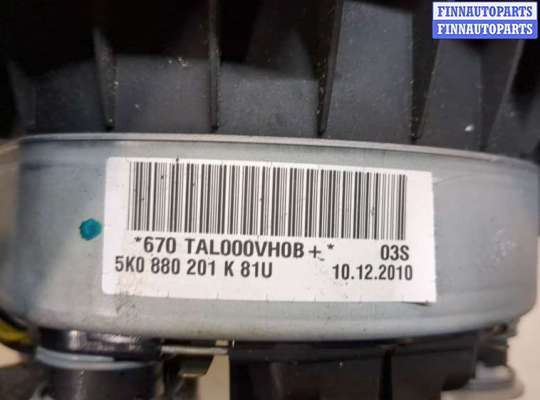 FINNAUTOPARTS
FINNAUTOPARTS
*670 TAL000VH0B+ * 03S
5K0 880 201 K 81U 10.12.2010